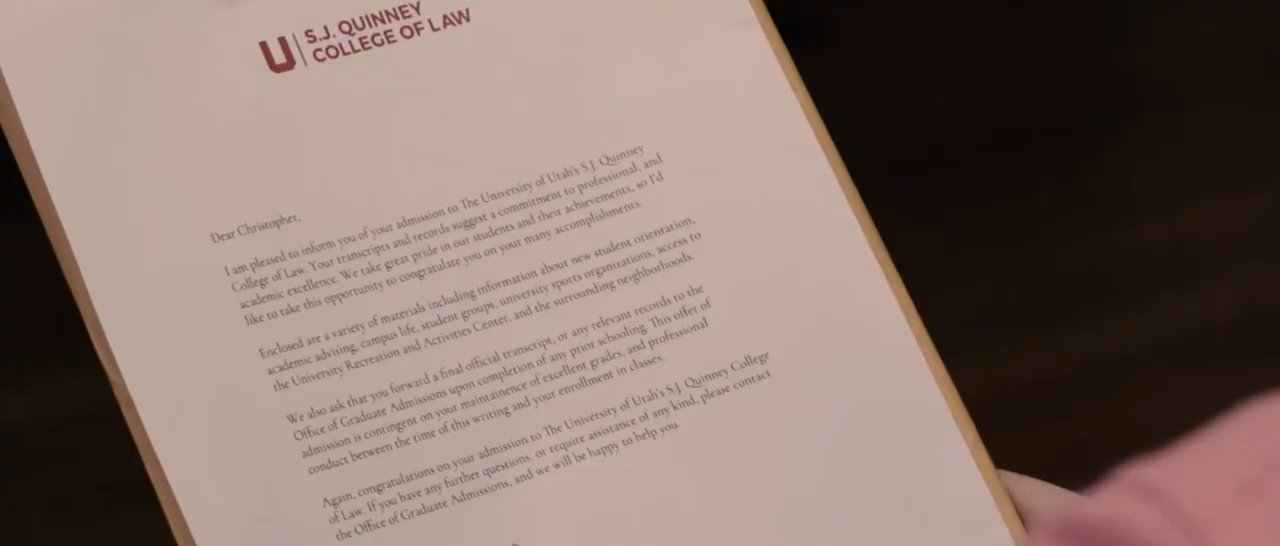 U S.J. QUINNEY
COLLEGE OF LAW
Dear Christopher,
I am pleased to inform you of your admission to The University of Utah's S.J. Quinney
College of Law. Your transcripts and records suggest a commitment to professional, and
academic excellence. We take great pride in our students and their achievements, so I'd
like to take this opportunity to congratulate you on your many accomplishments.
Enclosed are a variety of materials including information about new student orientation,
academic advising, campus life, student groups, university sports organizations, access to
the University Recreation and Activities Center, and the surrounding neighborhoods.
We also ask that you forward a final official transcript, or any relevant records to the
Office of Graduate Admissions upon completion of any prior schooling. This offer of
admission is contingent on your maintainence of excellent grades, and professional
conduct between the time of this writing and your enrollment in classes.
Again, congratulations on your admission to The University of Utah's S.J. Quinney College
of Law. If you have any further questions, or require assistance of any kind, please contact
the Office of Graduate Admissions, and we will be happy to help you.